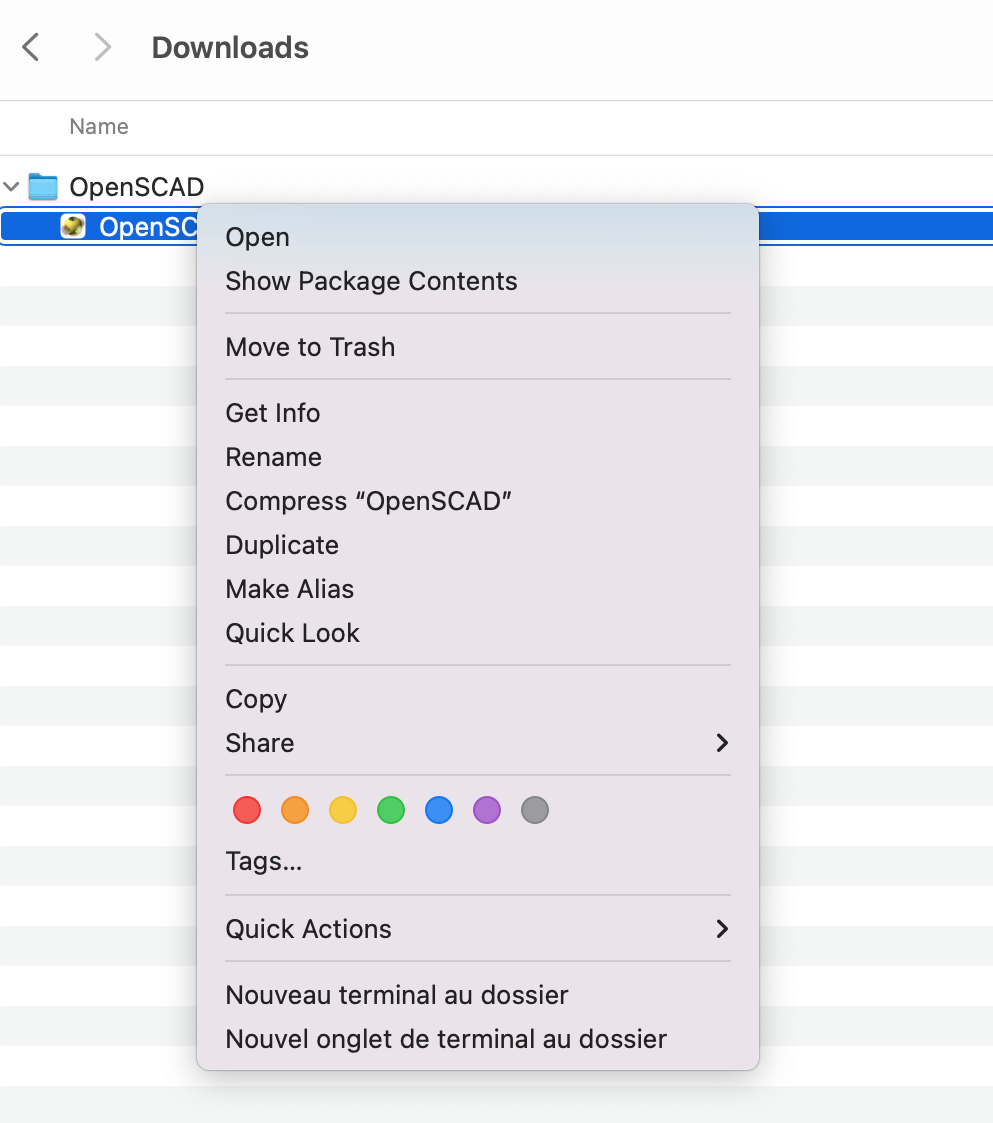 Downloads
Name
OpenSCAD
OpenSC
Open
Show Package Contents
Move to Trash
Get Info
Rename
Compress “OpenSCAD”
Duplicate
Make Alias
Quick Look
Copy
Share
Tags...
Quick Actions
Nouveau terminal au dossier
Nouvel onglet de terminal au dossier